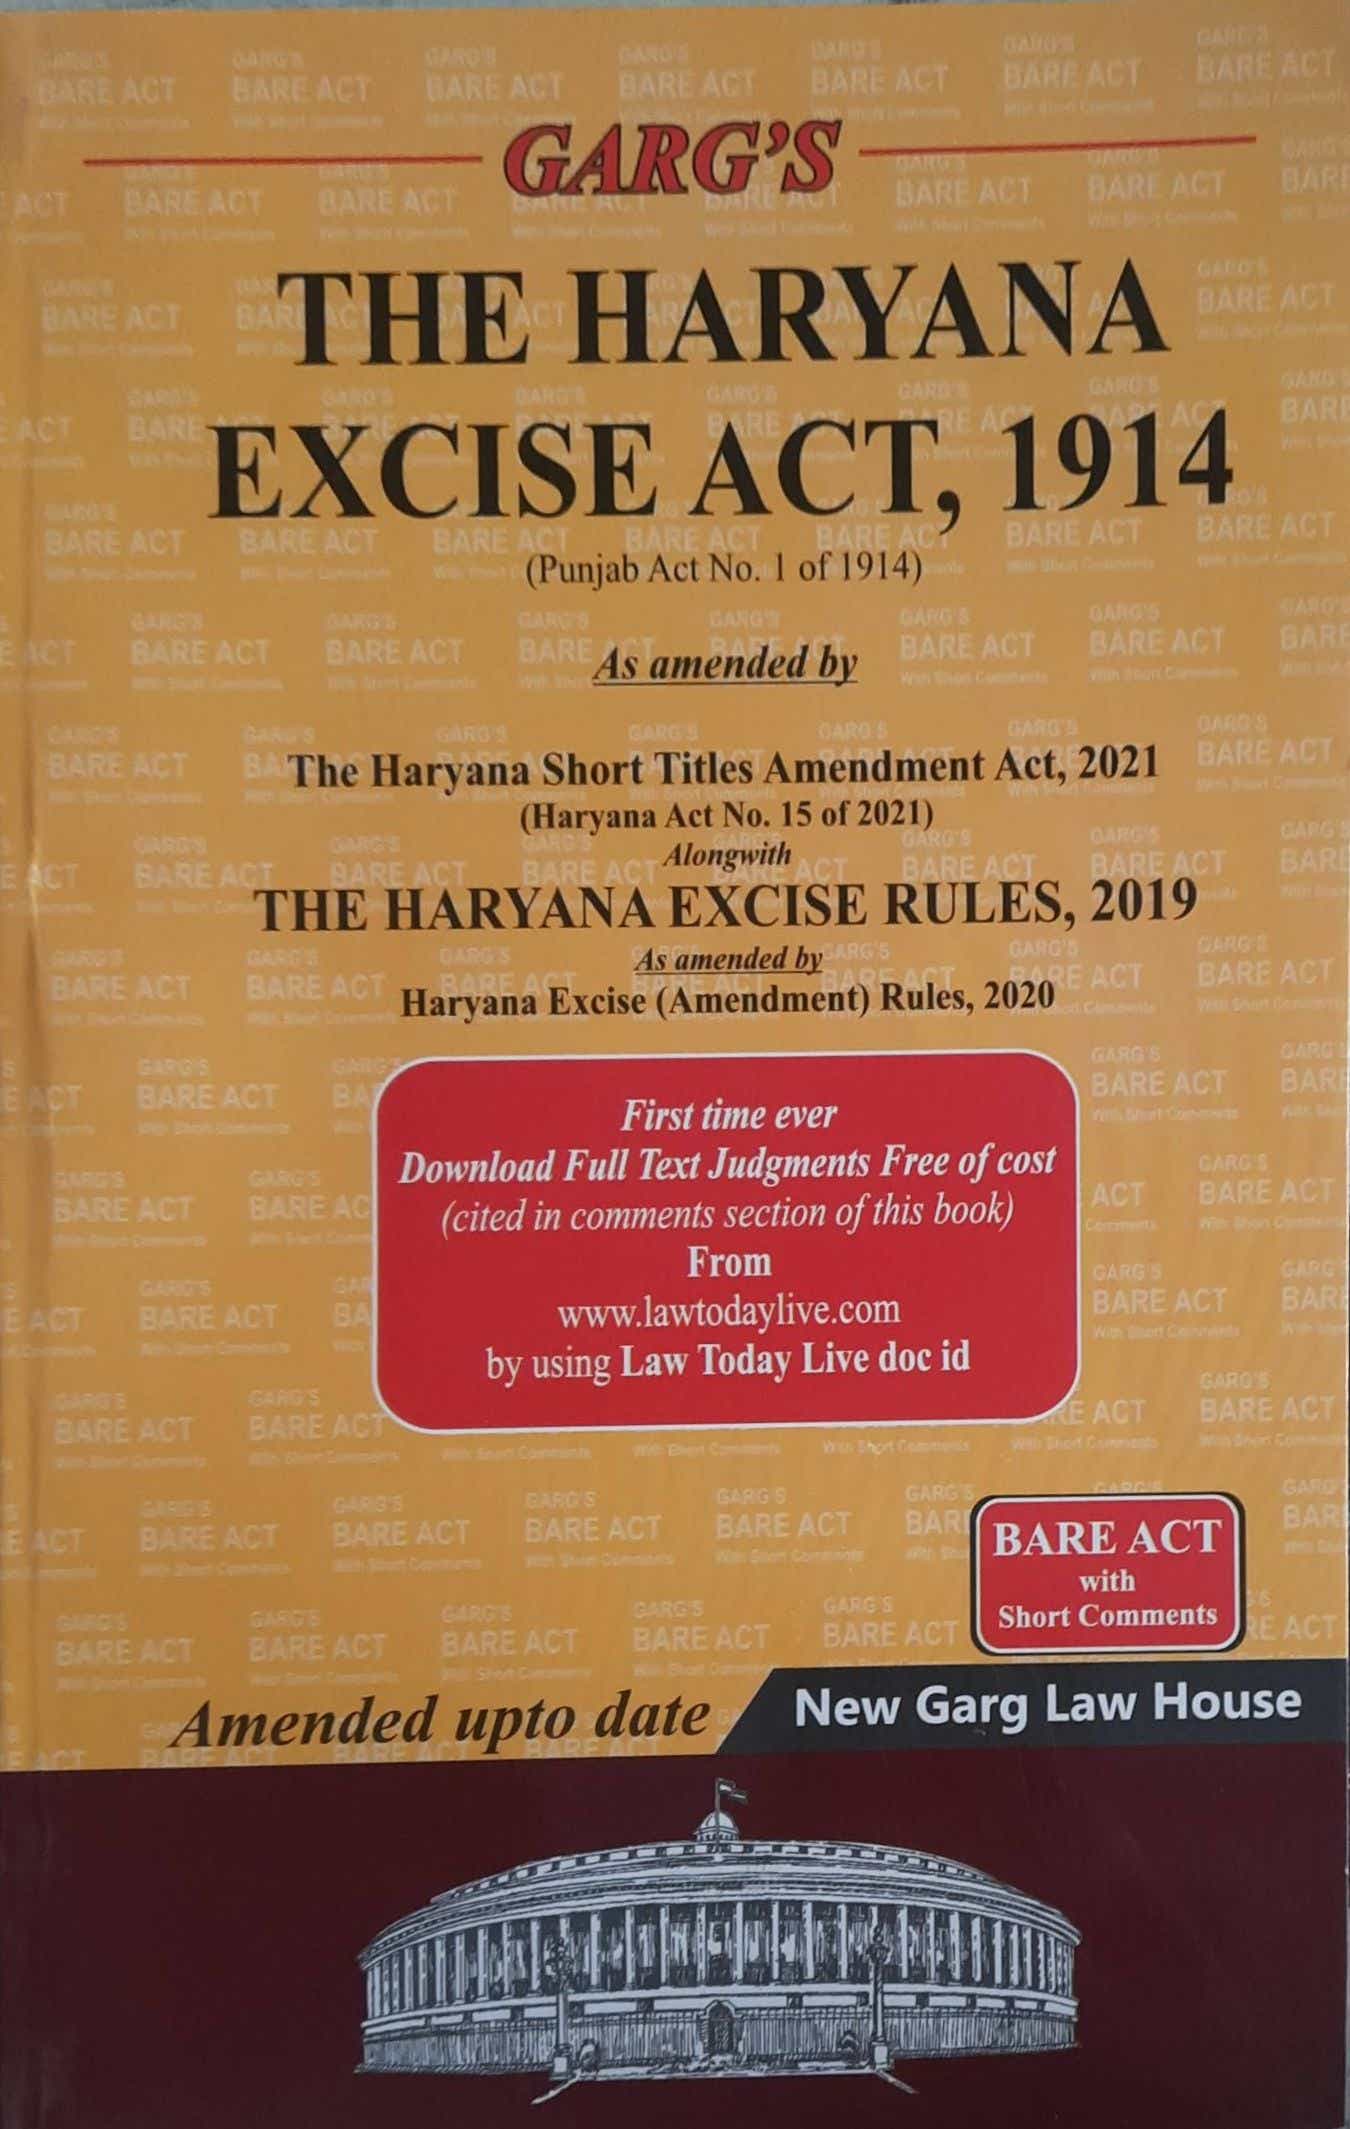 GARG'S
THE HARYANA
EXCISE ACT, 1914
(Punjab Act No. 1 of 1914)
As amended by
The Haryana Short Titles Amendment Act, 2021
(Haryana Act No. 15 of 2021)
Alongwith
THE HARYANA EXCISE RULES, 2019
As amended by
Haryana Excise (Amendment) Rules, 2020
First time ever
Download Full Text Judgments Free of cost
(cited in comments section of this book)
From
www.lawtodaylive.com
by using Law Today Live doc id
BARE ACT
with
Short Comments
Amended upto date
New Garg Law House